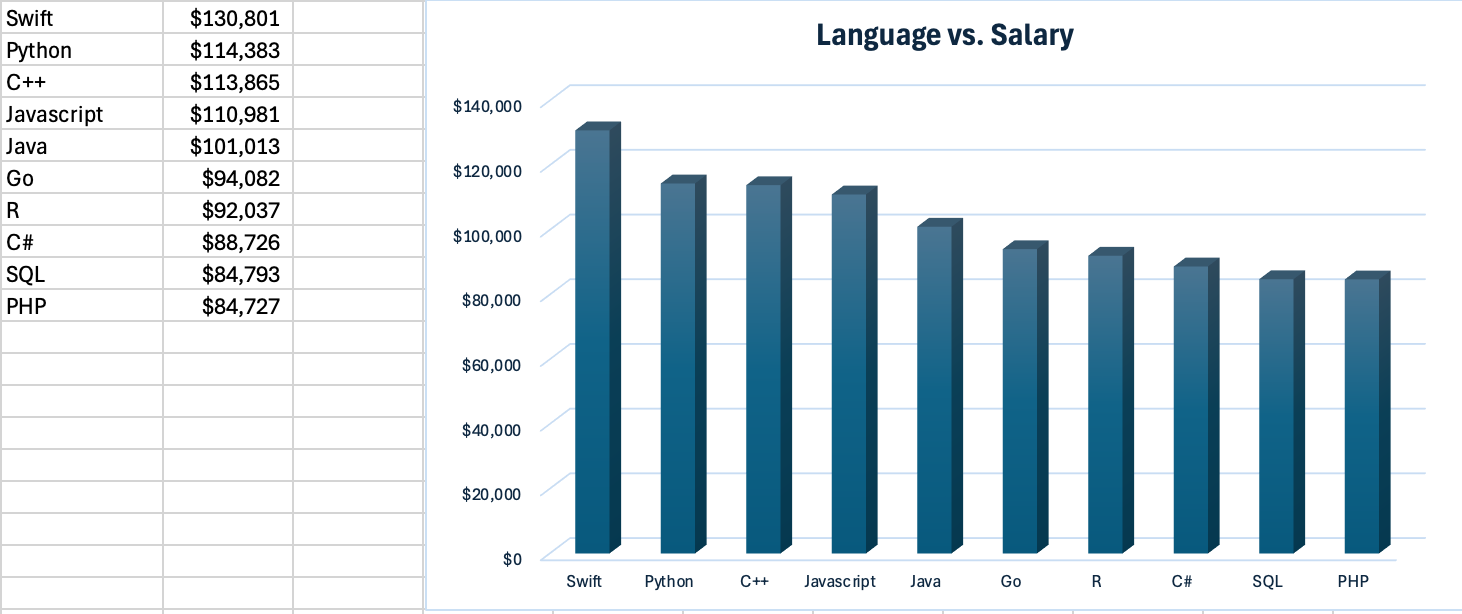 Swift $130,801
Python $114,383
C++ $113,865
Javascript $110,981
Java $101,013
Go $94,082
R $92,037
C# $88,726
SQL $84,793
PHP $84,727
Language vs. Salary
$140,000
$120,000
$100,000
$80,000
$60,000
$40,000
$20,000
$0
Swift Python C++ Javascript Java Go R C# SQL PHP